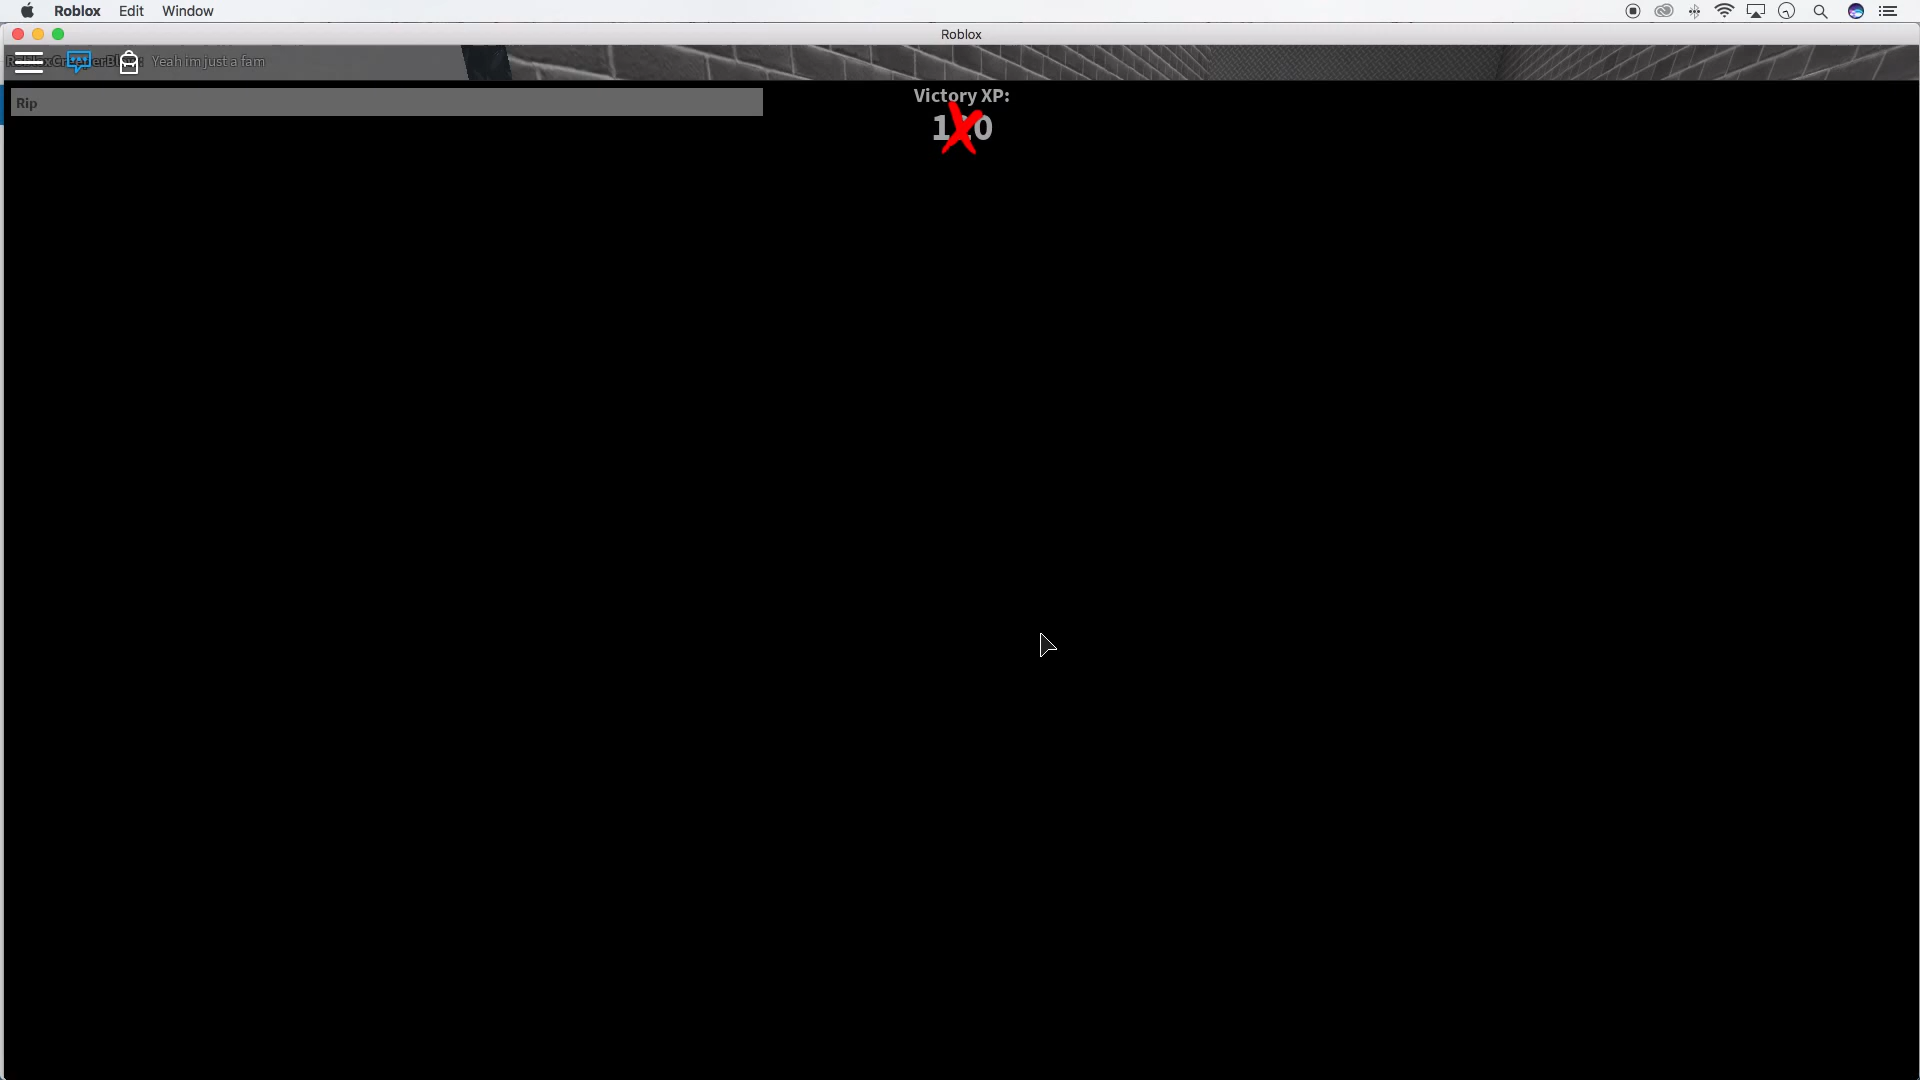 Roblox Edit Window
Roblox
Yeah im just a fam
Rip
Victory XP: